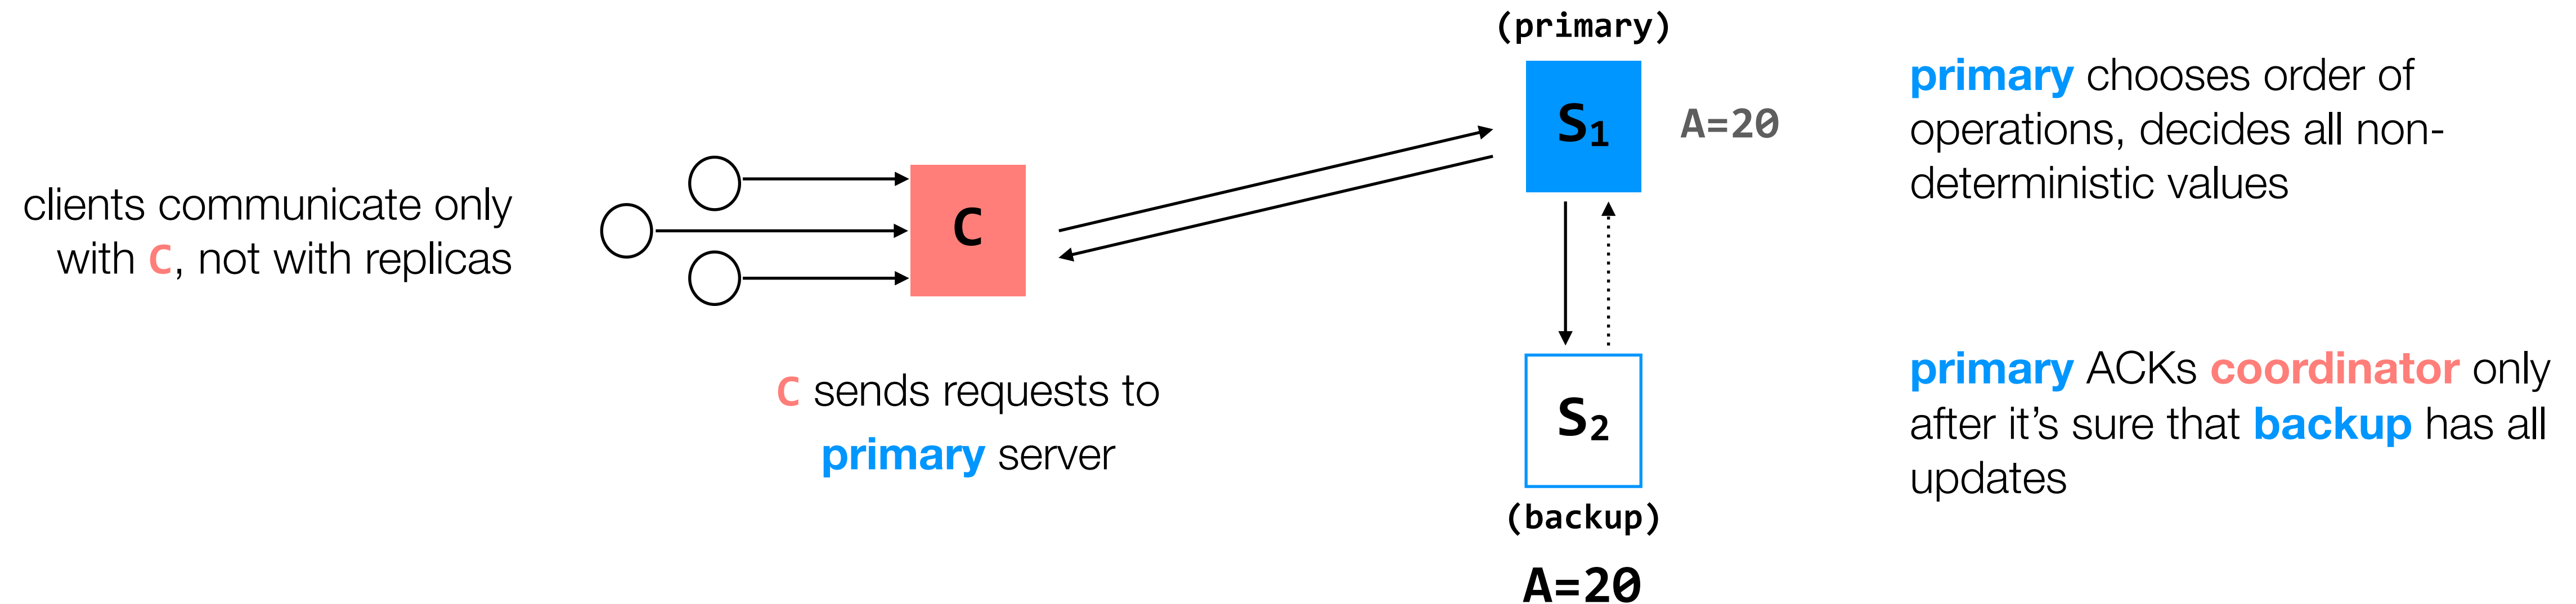 (primary)
S1
A=20
primary chooses order of
operations, decides all non-
deterministic values
clients communicate only
with C, not with replicas
C
C sends requests to
primary server
S2
(backup)
A=20
primary ACKs coordinator only
after it's sure that backup has all
updates